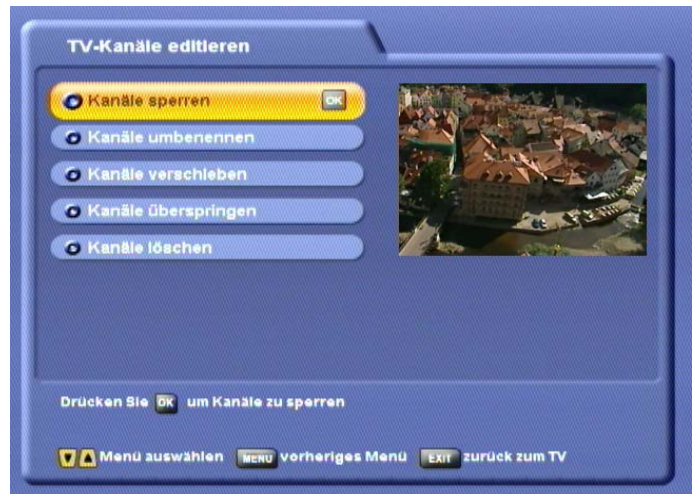 TV-Kanäle editieren
Kanäle sperren OK
Kanäle umbenennen
Kanäle verschieben
Kanäle überspringen
Kanäle löschen
Drücken Sie OK um Kanäle zu sperren
Menü auswählen MENU vorheriges Menü EXIT zurück zum TV